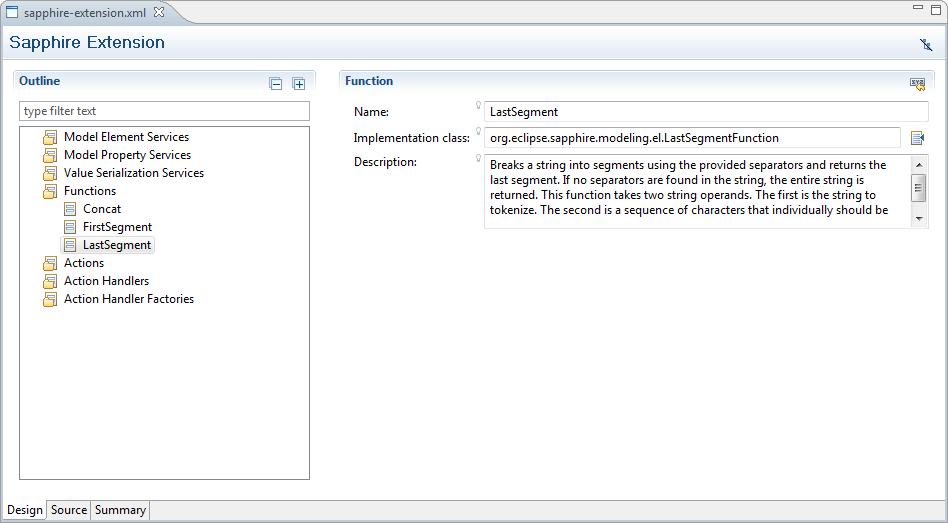 sapphire-extension.xml
Sapphire Extension
Outline
type filter text
Model Element Services
Model Property Services
Value Serialization Services
Functions
Concat
FirstSegment
LastSegment
Actions
Action Handlers
Action Handler Factories
Function
xyz
Name:
LastSegment
Implementation class:
org.eclipse.sapphire.modeling.el.LastSegmentFunction
Description:
Breaks a string into segments using the provided separators and returns the
last segment. If no separators are found in the string, the entire string is
returned. This function takes two string operands. The first is the string to
tokenize. The second is a sequence of characters that individually should be
Design Source Summary